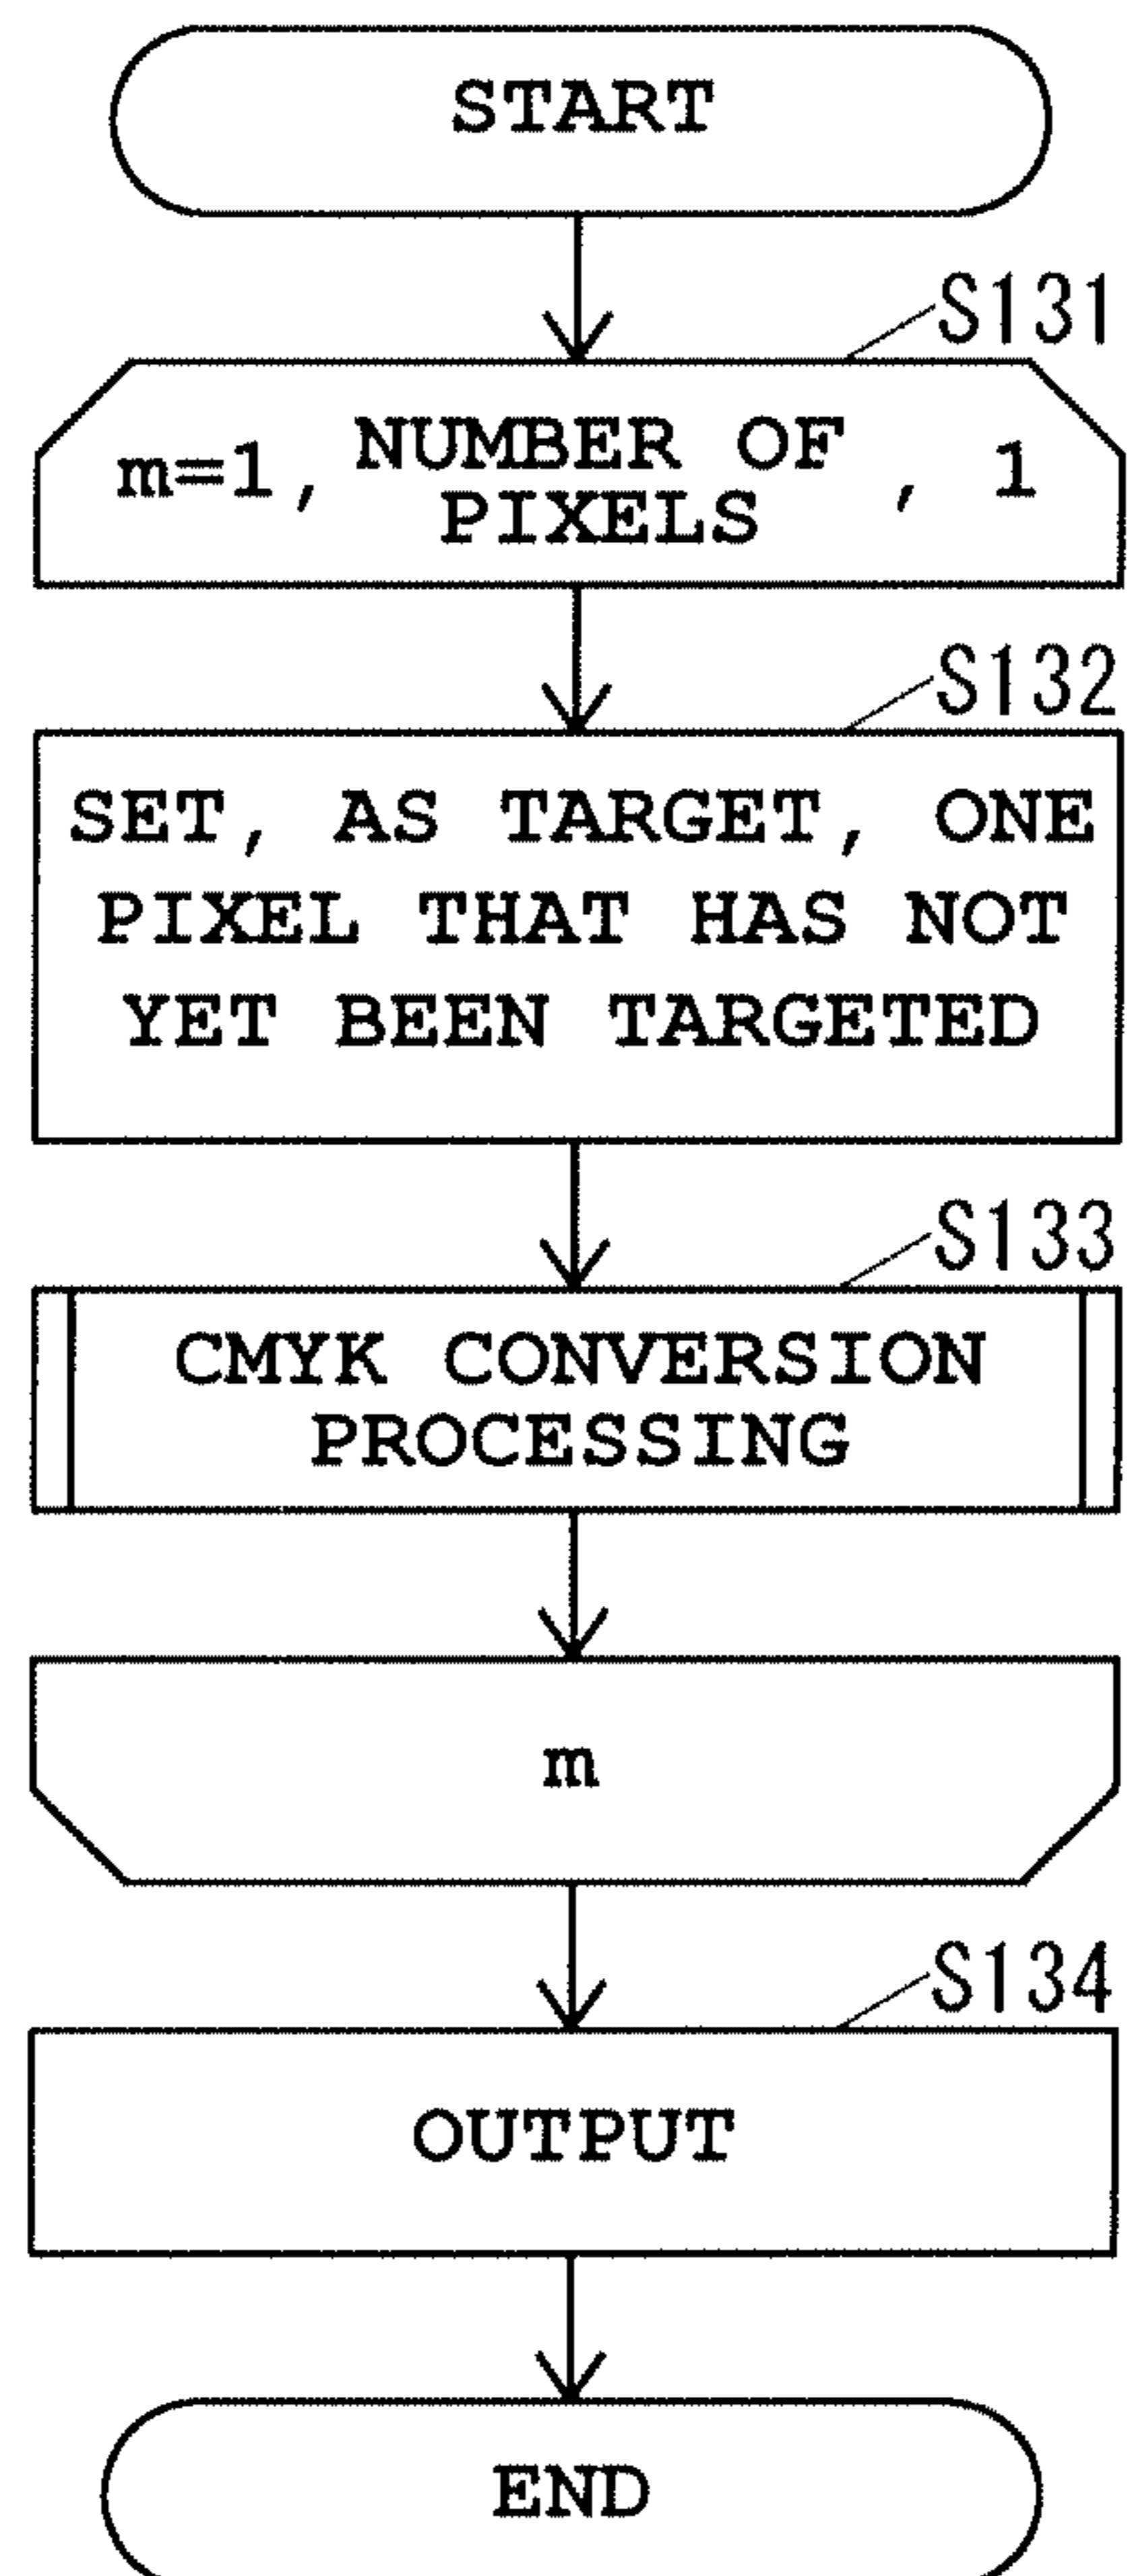 START
S131
m=1, NUMBER OF PIXELS , 1
S132
SET, AS TARGET, ONE
PIXEL THAT HAS NOT
YET BEEN TARGETED
S133
CMYK CONVERSION
PROCESSING
m
S134
OUTPUT
END